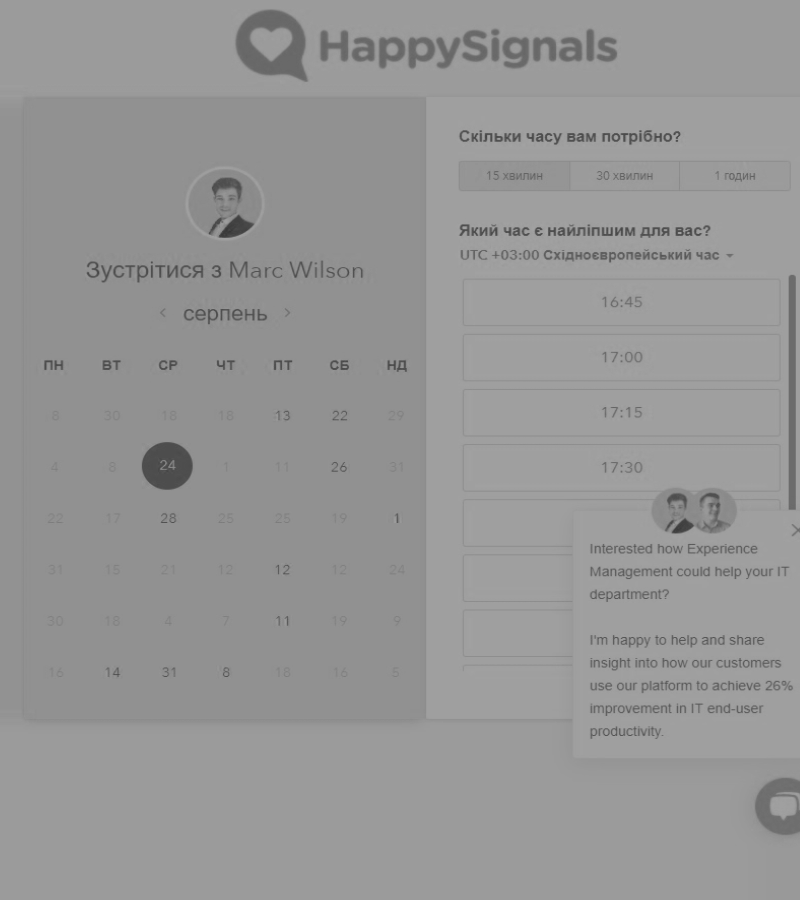 HappySignals
Зустрітися з Marc Wilson
серпень
ПН ВТ СР ЧТ ПТ СБ НД
8 30 18 18 13 22 29
4 8 24 1 11 26 31
22 17 28 25 25 19 1
31 15 21 12 12 12 24
30 18 4 7 11 19 9
16 14 31 8 18 16 5
Скільки часу вам потрібно?
15 хвилин 30 хвилин 1 годин
Який час є найліпшим для вас?
UTC +03:00 Східноєвропейський час
16:45
17:00
17:15
17:30
Interested how Experience
Management could help your IT
department?
I'm happy to help and share
insight into how our customers
use our platform to achieve 26%
improvement in IT end-user
productivity.